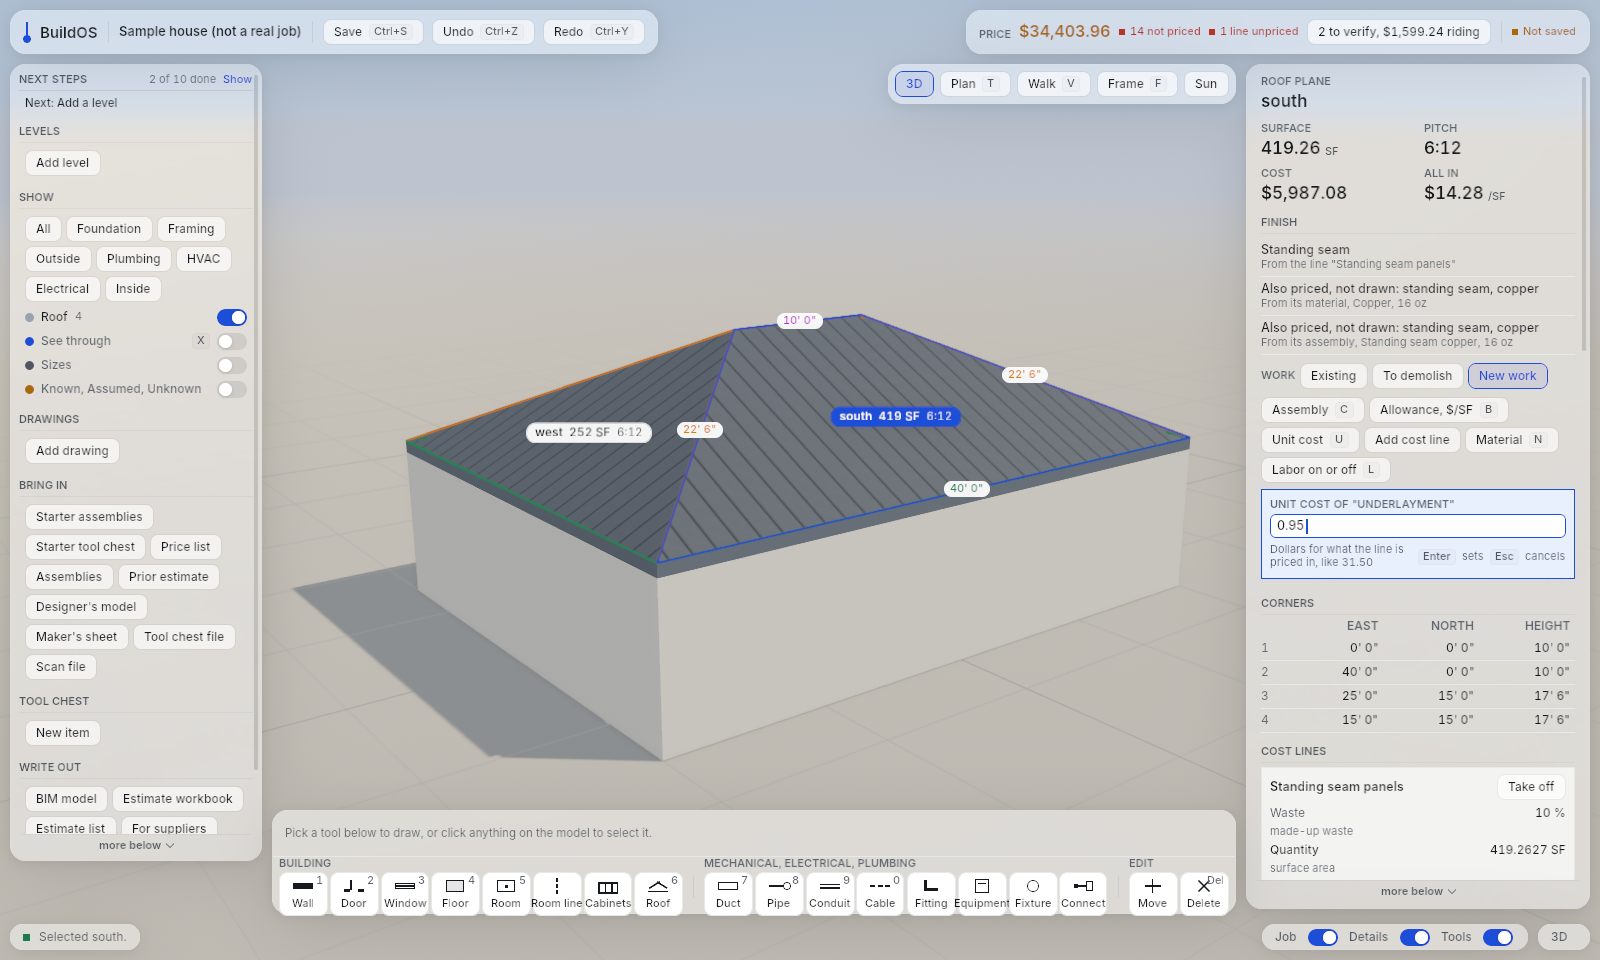 BuildOS
Sample house (not a real job)
Save Ctrl+S
Undo Ctrl+Z
Redo Ctrl+Y
PRICE $34,403.96
14 not priced
1 line unpriced
2 to verify, $1,599.24 riding
Not saved
NEXT STEPS 2 of 10 done Show
Next: Add a level
LEVELS
Add level
SHOW
All Foundation Framing
Outside Plumbing HVAC
Electrical Inside
Roof 4
See through X
Sizes
Known, Assumed, Unknown
DRAWINGS
Add drawing
BRING IN
Starter assemblies
Starter tool chest Price list
Assemblies Prior estimate
Designer's model
Maker's sheet Tool chest file
Scan file
TOOL CHEST
New item
WRITE OUT
BIM model Estimate workbook
Estimate list For suppliers
more below
Selected south.
3D Plan T Walk V Frame F Sun
10' 0"
22' 6"
south 419 SF 6:12
west 252 SF 6:12
22' 6"
40' 0"
Pick a tool below to draw, or click anything on the model to select it.
BUILDING
Wall 1
Door 2
Window 3
Floor 4
Room 5
Room line
Cabinets
Roof 6
MECHANICAL, ELECTRICAL, PLUMBING
Duct 7
Pipe 8
Conduit 9
Cable 0
Fitting
Equipment
Fixture
Connect
EDIT
Move
Delete Del
ROOF PLANE
south
SURFACE PITCH
419.26 SF 6:12
COST ALL IN
$5,987.08 $14.28 /SF
FINISH
Standing seam
From the line "Standing seam panels"
Also priced, not drawn: standing seam, copper
From its material, Copper, 16 oz
Also priced, not drawn: standing seam, copper
From its assembly, Standing seam copper, 16 oz
WORK Existing To demolish New work
Assembly C Allowance, $/SF B
Unit cost U Add cost line Material N
Labor on or off L
UNIT COST OF "UNDERLAYMENT"
0.95
Dollars for what the line is
priced in, like 31.50
Enter sets Esc cancels
CORNERS
EAST NORTH HEIGHT
1 0' 0" 0' 0" 10' 0"
2 40' 0" 0' 0" 10' 0"
3 25' 0" 15' 0" 17' 6"
4 15' 0" 15' 0" 17' 6"
COST LINES
Standing seam panels Take off
Waste 10 %
made-up waste
Quantity 419.2627 SF
surface area
more below
Job Details Tools 3D